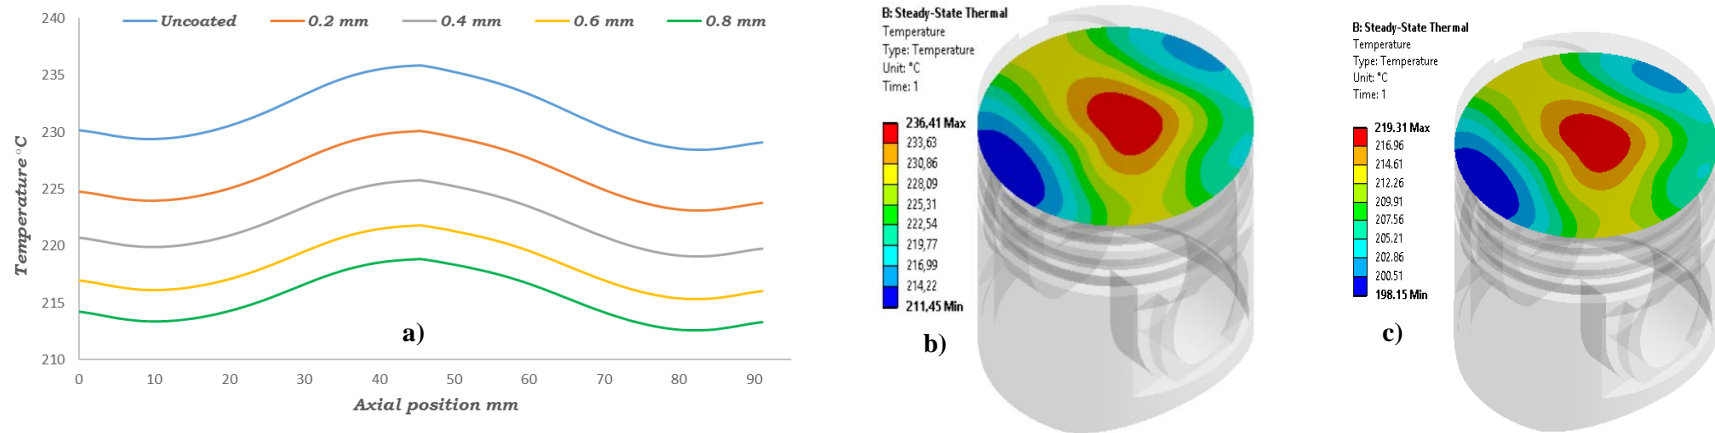 Uncoated 0.2 mm 0.4 mm 0.6 mm 0.8 mm
240
235
230
225
220
215
210
Temperature °C
0 10 20 30 40 50 60 70 80 90
Axial position mm
a)
B: Steady-State Thermal
Temperature
Type: Temperature
Unit: °C
Time: 1
236,41 Max
233,63
230,86
228,09
225,31
222,54
219,77
216,99
214,22
211,45 Min
b)
B: Steady-State Thermal
Temperature
Type: Temperature
Unit: °C
Time: 1
219.31 Max
216.96
214.61
212.26
209.91
207.56
205.21
202.86
200.51
198.15 Min
c)